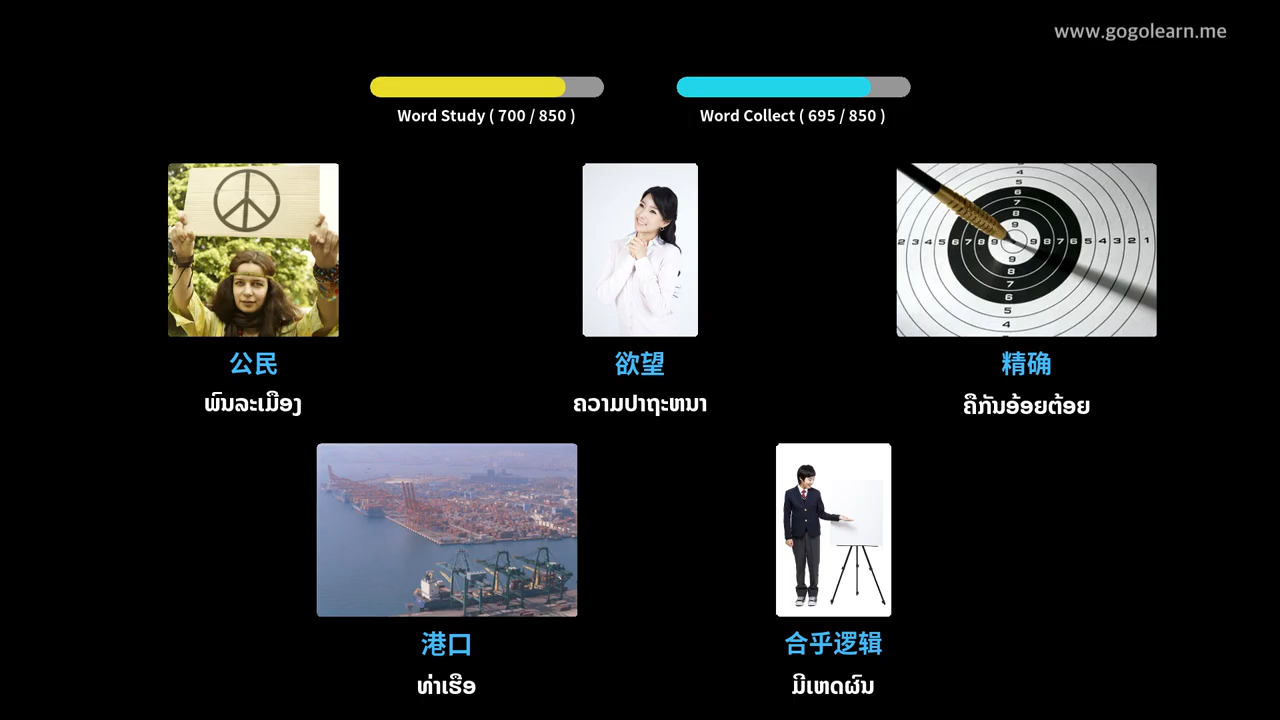 www.gogolearn.me
Word Study ( 700 / 850 )
Word Collect ( 695 / 850 )
公民
欲望
精确
ພົນລະເມືອງ
ຄວາມປາຖະຫນາ
ຄືກັນອ້ອຍຕ້ອຍ
港口
合乎逻辑
ທ່າເຮືອ
ມີເຫດຜົນ